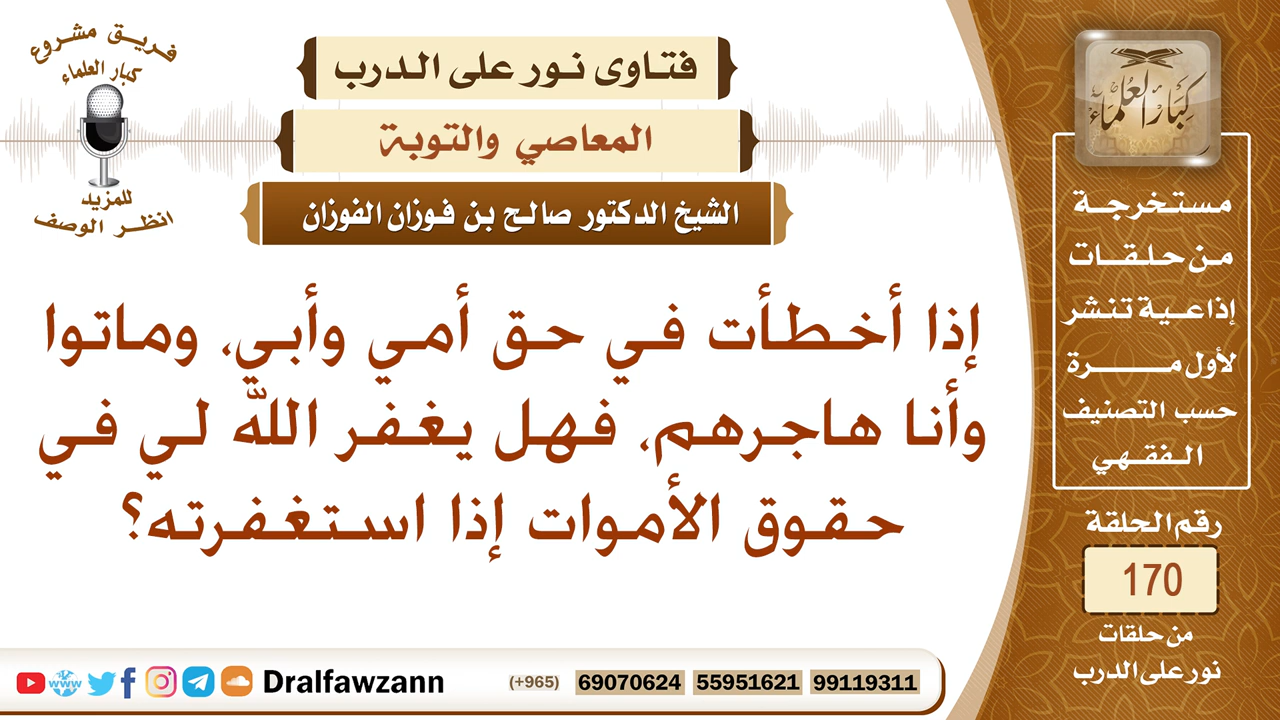 فريق مشروع
كبار العلماء
للمزيد
انظر الوصف
فتاوى نور على الدرب
المعاصي والتوبة
الشيخ الدكتور صالح بن فوزان الفوزان
إذا أخطأت في حق أمي وأبي، وماتوا
وأنا هاجرهم، فهل يغفر الله لي في
حقوق الأموات إذا استغفرته؟
كبار العلماء
مستخرجة
من حلقات
إذاعية تنشر
لأول مرة
حسب التصنيف
الفقهي
رقم الحلقة
170
من حلقات
نور على الدرب
www Dralfawzann (+965) 69070624 55951621 99119311